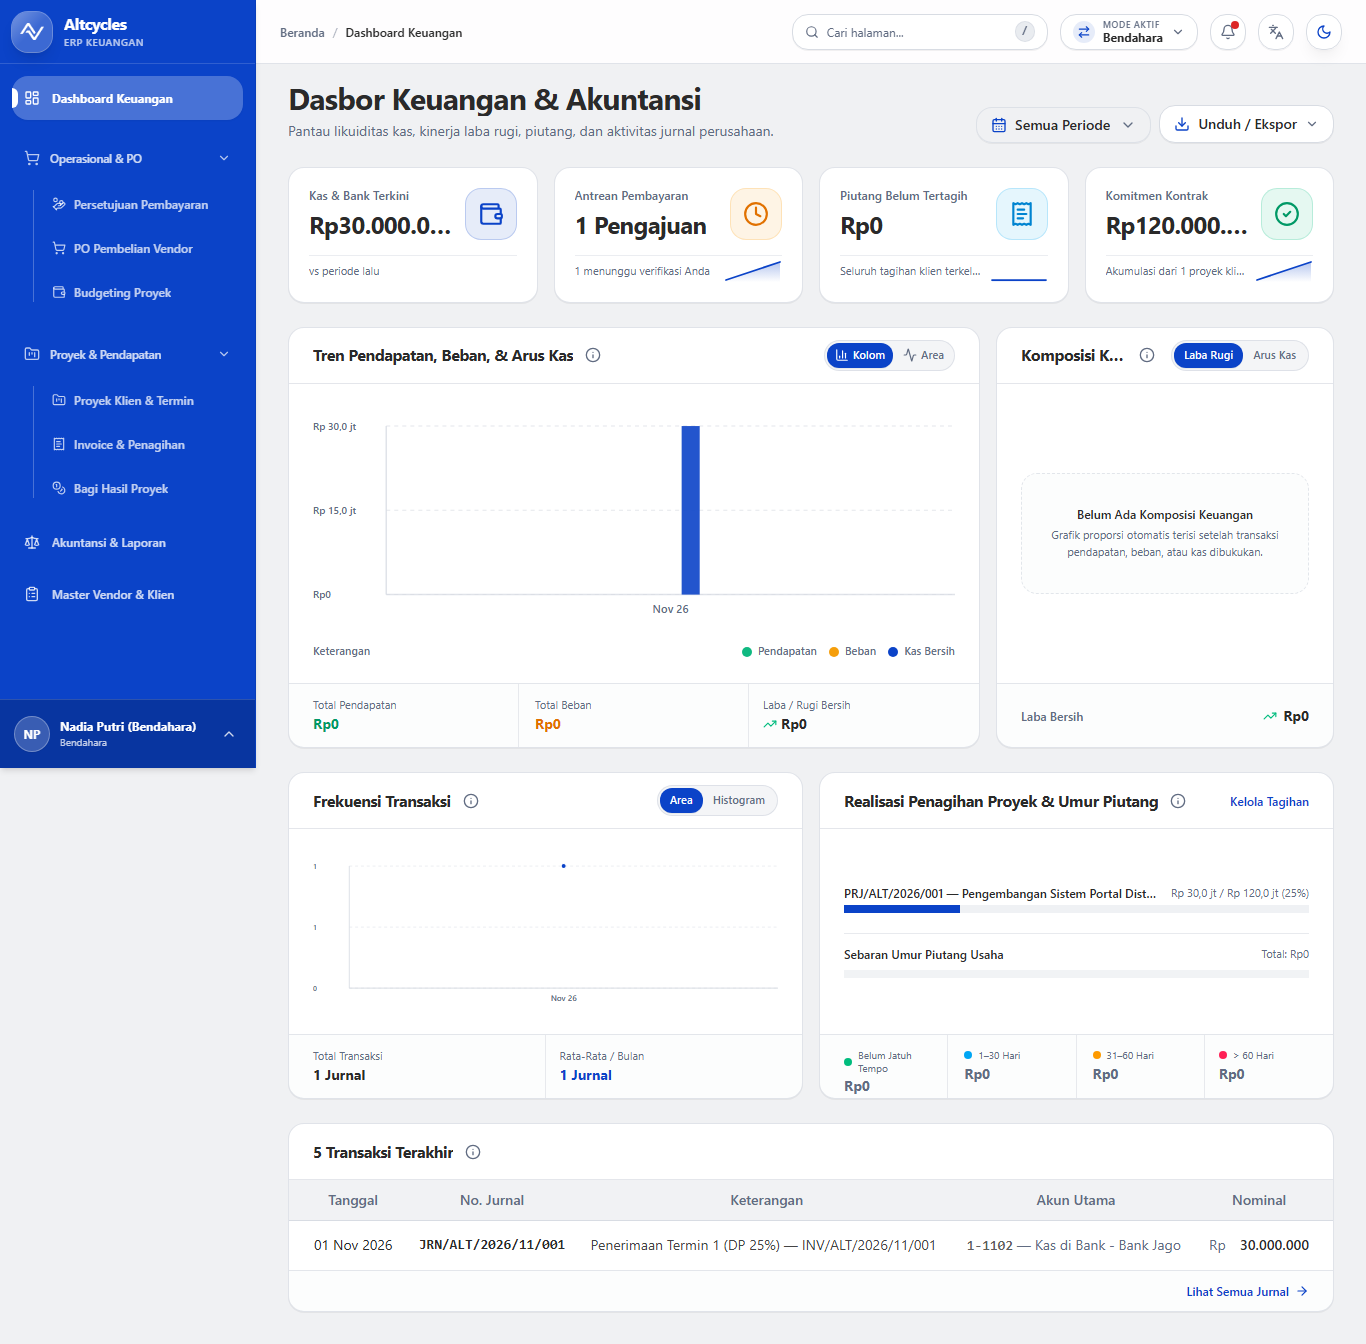 Altcycles
ERP KEUANGAN
Dashboard Keuangan
Operasional & PO
Persetujuan Pembayaran
PO Pembelian Vendor
Budgeting Proyek
Proyek & Pendapatan
Proyek Klien & Termin
Invoice & Penagihan
Bagi Hasil Proyek
Akuntansi & Laporan
Master Vendor & Klien
NP
Nadia Putri (Bendahara)
Bendahara
Beranda / Dashboard Keuangan
Cari halaman...
/
MODE AKTIF
Bendahara
Dasbor Keuangan & Akuntansi
Pantau likuiditas kas, kinerja laba rugi, piutang, dan aktivitas jurnal perusahaan.
Semua Periode
Unduh / Ekspor
Kas & Bank Terkini
Rp30.000.0...
vs periode lalu
Antrean Pembayaran
1 Pengajuan
1 menunggu verifikasi Anda
Piutang Belum Tertagih
Rp0
Seluruh tagihan klien terkel...
Komitmen Kontrak
Rp120.000....
Akumulasi dari 1 proyek kli...
Tren Pendapatan, Beban, & Arus Kas
Kolom
Area
Rp 30,0 jt
Rp 15,0 jt
Rp0
Nov 26
Keterangan
Pendapatan
Beban
Kas Bersih
Total Pendapatan
Rp0
Total Beban
Rp0
Laba / Rugi Bersih
Rp0
Komposisi K...
Laba Rugi
Arus Kas
Belum Ada Komposisi Keuangan
Grafik proporsi otomatis terisi setelah transaksi
pendapatan, beban, atau kas dibukukan.
Laba Bersih
Rp0
Frekuensi Transaksi
Area
Histogram
1
1
0
Nov 26
Total Transaksi
1 Jurnal
Rata-Rata / Bulan
1 Jurnal
Realisasi Penagihan Proyek & Umur Piutang
Kelola Tagihan
PRJ/ALT/2026/001 — Pengembangan Sistem Portal Dist...
Rp 30,0 jt / Rp 120,0 jt (25%)
Sebaran Umur Piutang Usaha
Total: Rp0
Belum Jatuh
Tempo
Rp0
1–30 Hari
Rp0
31–60 Hari
Rp0
> 60 Hari
Rp0
5 Transaksi Terakhir
Tanggal No. Jurnal Keterangan Akun Utama Nominal
01 Nov 2026 JRN/ALT/2026/11/001 Penerimaan Termin 1 (DP 25%) — INV/ALT/2026/11/001 1-1102 — Kas di Bank - Bank Jago Rp 30.000.000
Lihat Semua Jurnal